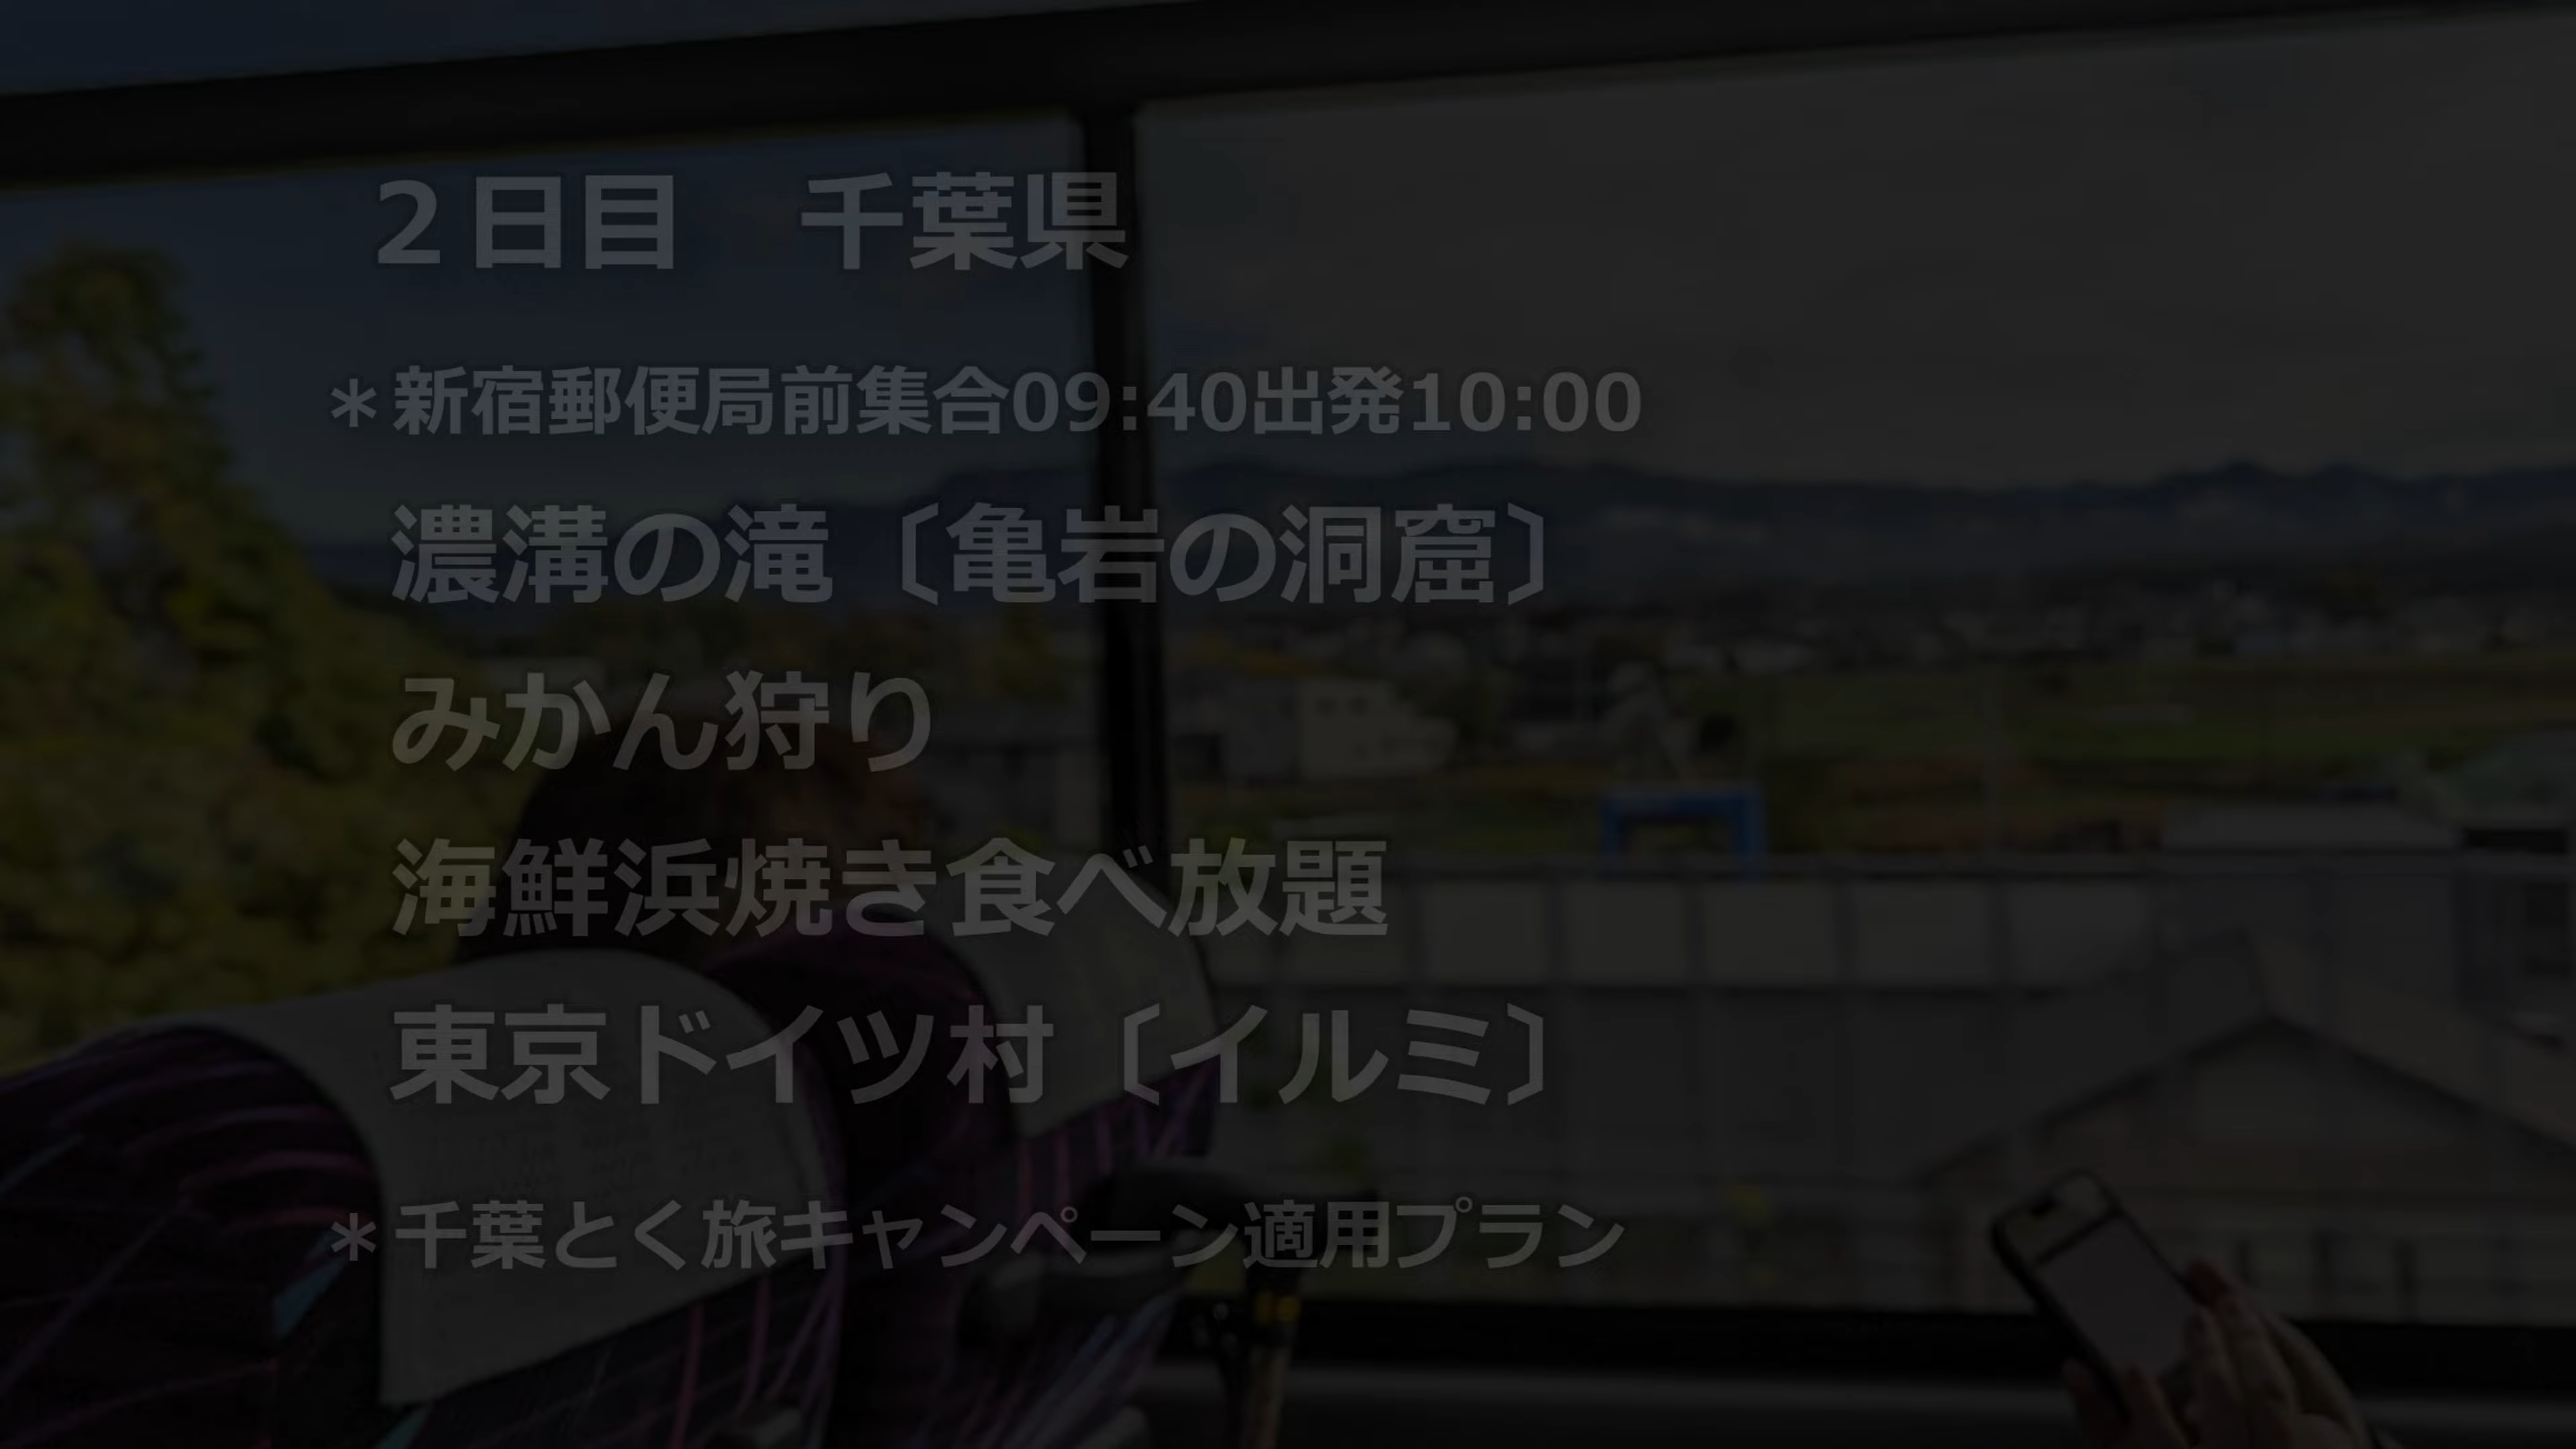 ２日目　千葉県
＊新宿郵便局前集合09:40出発10:00
濃溝の滝〔亀岩の洞窟〕
みかん狩り
海鮮浜焼き食べ放題
東京ドイツ村〔イルミ〕
＊千葉とく旅キャンペーン適用プラン